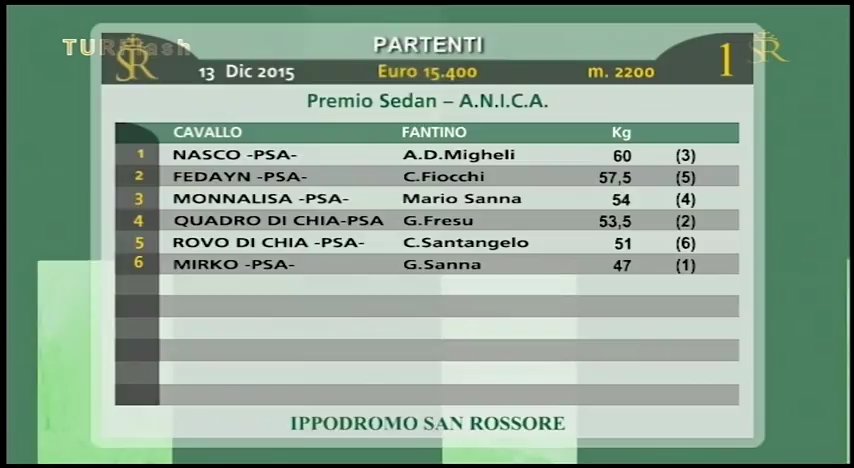 TURFflash
PARTENTI
SR 13 Dic 2015 Euro 15.400 m. 2200 1 SR
Premio Sedan – A.N.I.C.A.
CAVALLO FANTINO Kg
1 NASCO -PSA- A.D.Migheli 60 (3)
2 FEDAYN -PSA- C.Fiocchi 57,5 (5)
3 MONNALISA -PSA- Mario Sanna 54 (4)
4 QUADRO DI CHIA-PSA G.Fresu 53,5 (2)
5 ROVO DI CHIA -PSA- C.Santangelo 51 (6)
6 MIRKO -PSA- G.Sanna 47 (1)
IPPODROMO SAN ROSSORE